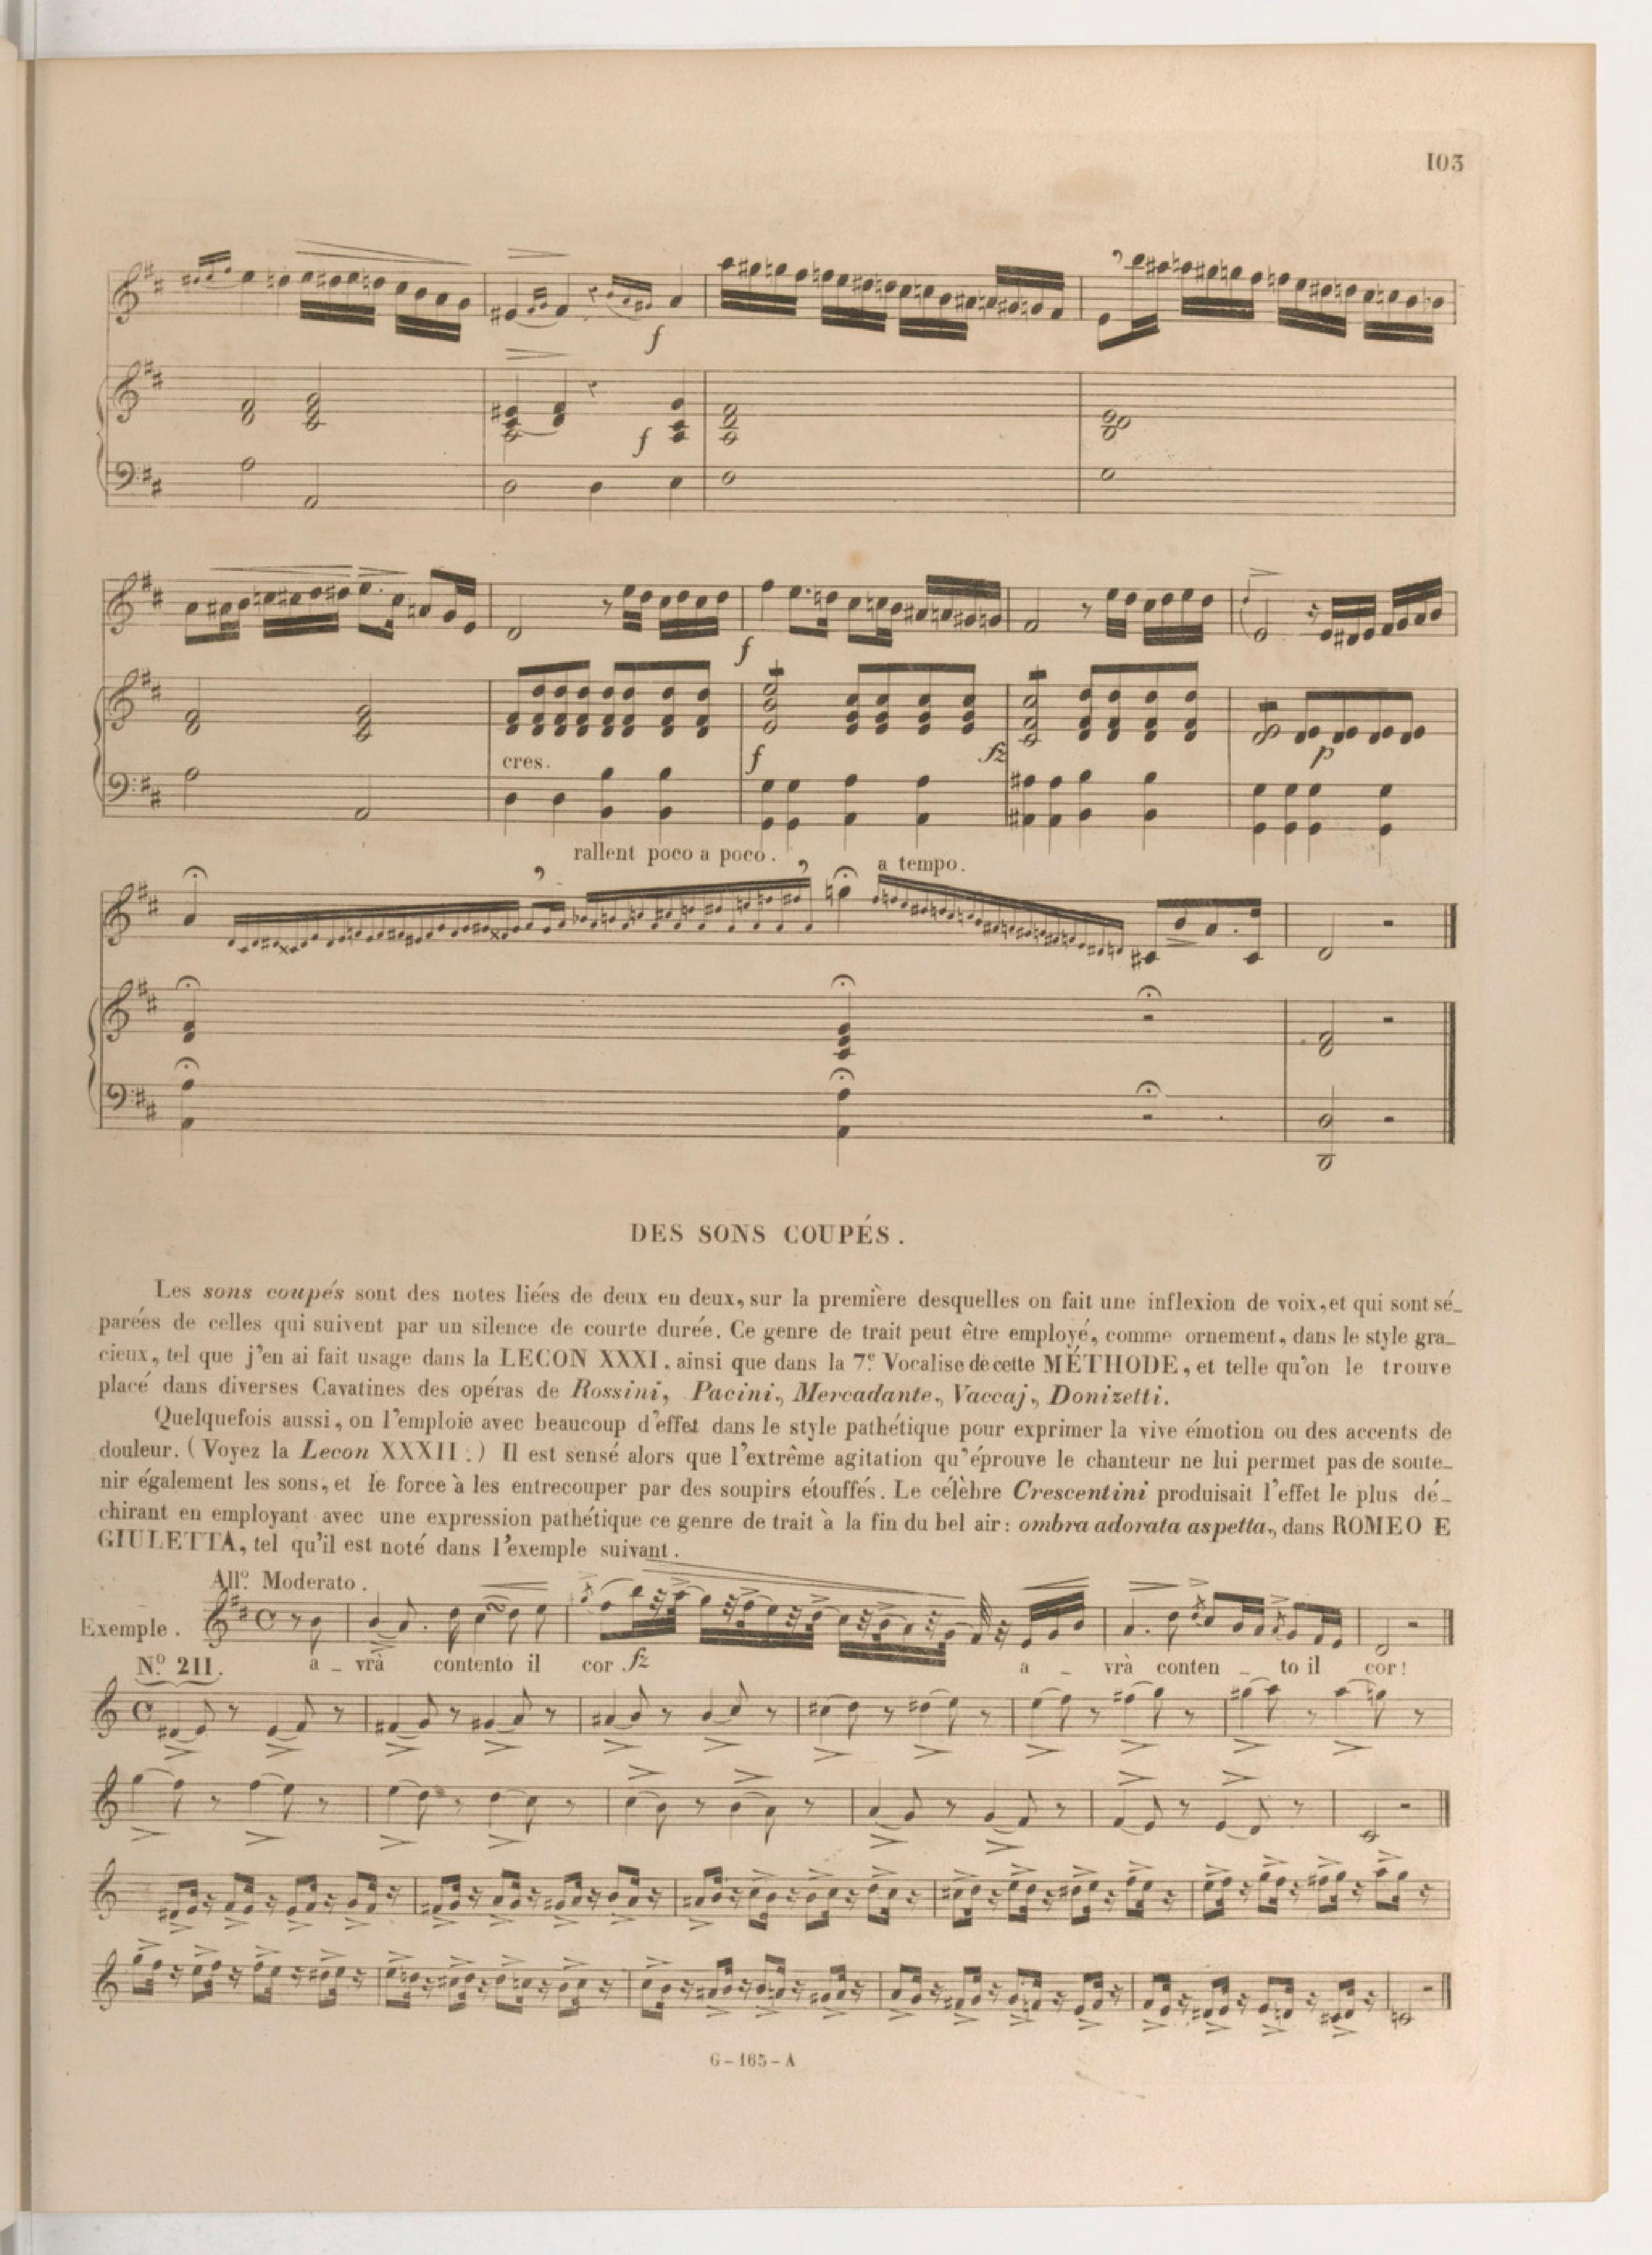 103
f
f
cres.
f
f
fz
p
rallent poco a poco.
a tempo.
DES SONS COUPÉS.
Les sons coupés sont des notes liées de deux en deux, sur la première desquelles on fait une inflexion de voix, et qui sont sé_
parées de celles qui suivent par un silence de courte durée. Ce genre de trait peut être employé, comme ornement, dans le style gra_
cieux, tel que j'en ai fait usage dans la LECON XXXI. ainsi que dans la 7.e Vocalise de cette MÉTHODE, et telle qu'on le trouve
placé dans diverses Cavatines des opéras de Rossini, Pacini, Mercadante, Vaccaj, Donizetti.
Quelquefois aussi, on l'emploie avec beaucoup d'effet dans le style pathétique pour exprimer la vive émotion ou des accents de
douleur. (Voyez la Lecon XXXII.) Il est sensé alors que l'extrême agitation qu'éprouve le chanteur ne lui permet pas de soute_
nir également les sons, et le force à les entrecouper par des soupirs étouffés. Le célèbre Crescentini produisait l'effet le plus dé_
chirant en employant avec une expression pathétique ce genre de trait à la fin du bel air: ombra adorata aspetta, dans ROMEO E
GIULETTA, tel qu'il est noté dans l'exemple suivant.
All.o Moderato.
Exemple.
a _ vrà contento il cor. fz a _ vrà conten _ to il cor!
N.o 211.
G-165-A